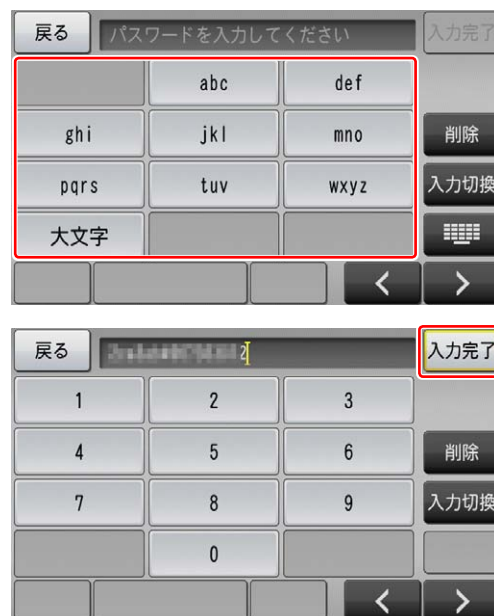 戻る パスワードを入力してください 入力完了
abc def
ghi jkl mno 削除
pqrs tuv wxyz 入力切換
大文字
< >
戻る 2 入力完了
1 2 3
4 5 6 削除
7 8 9 入力切換
0
< >